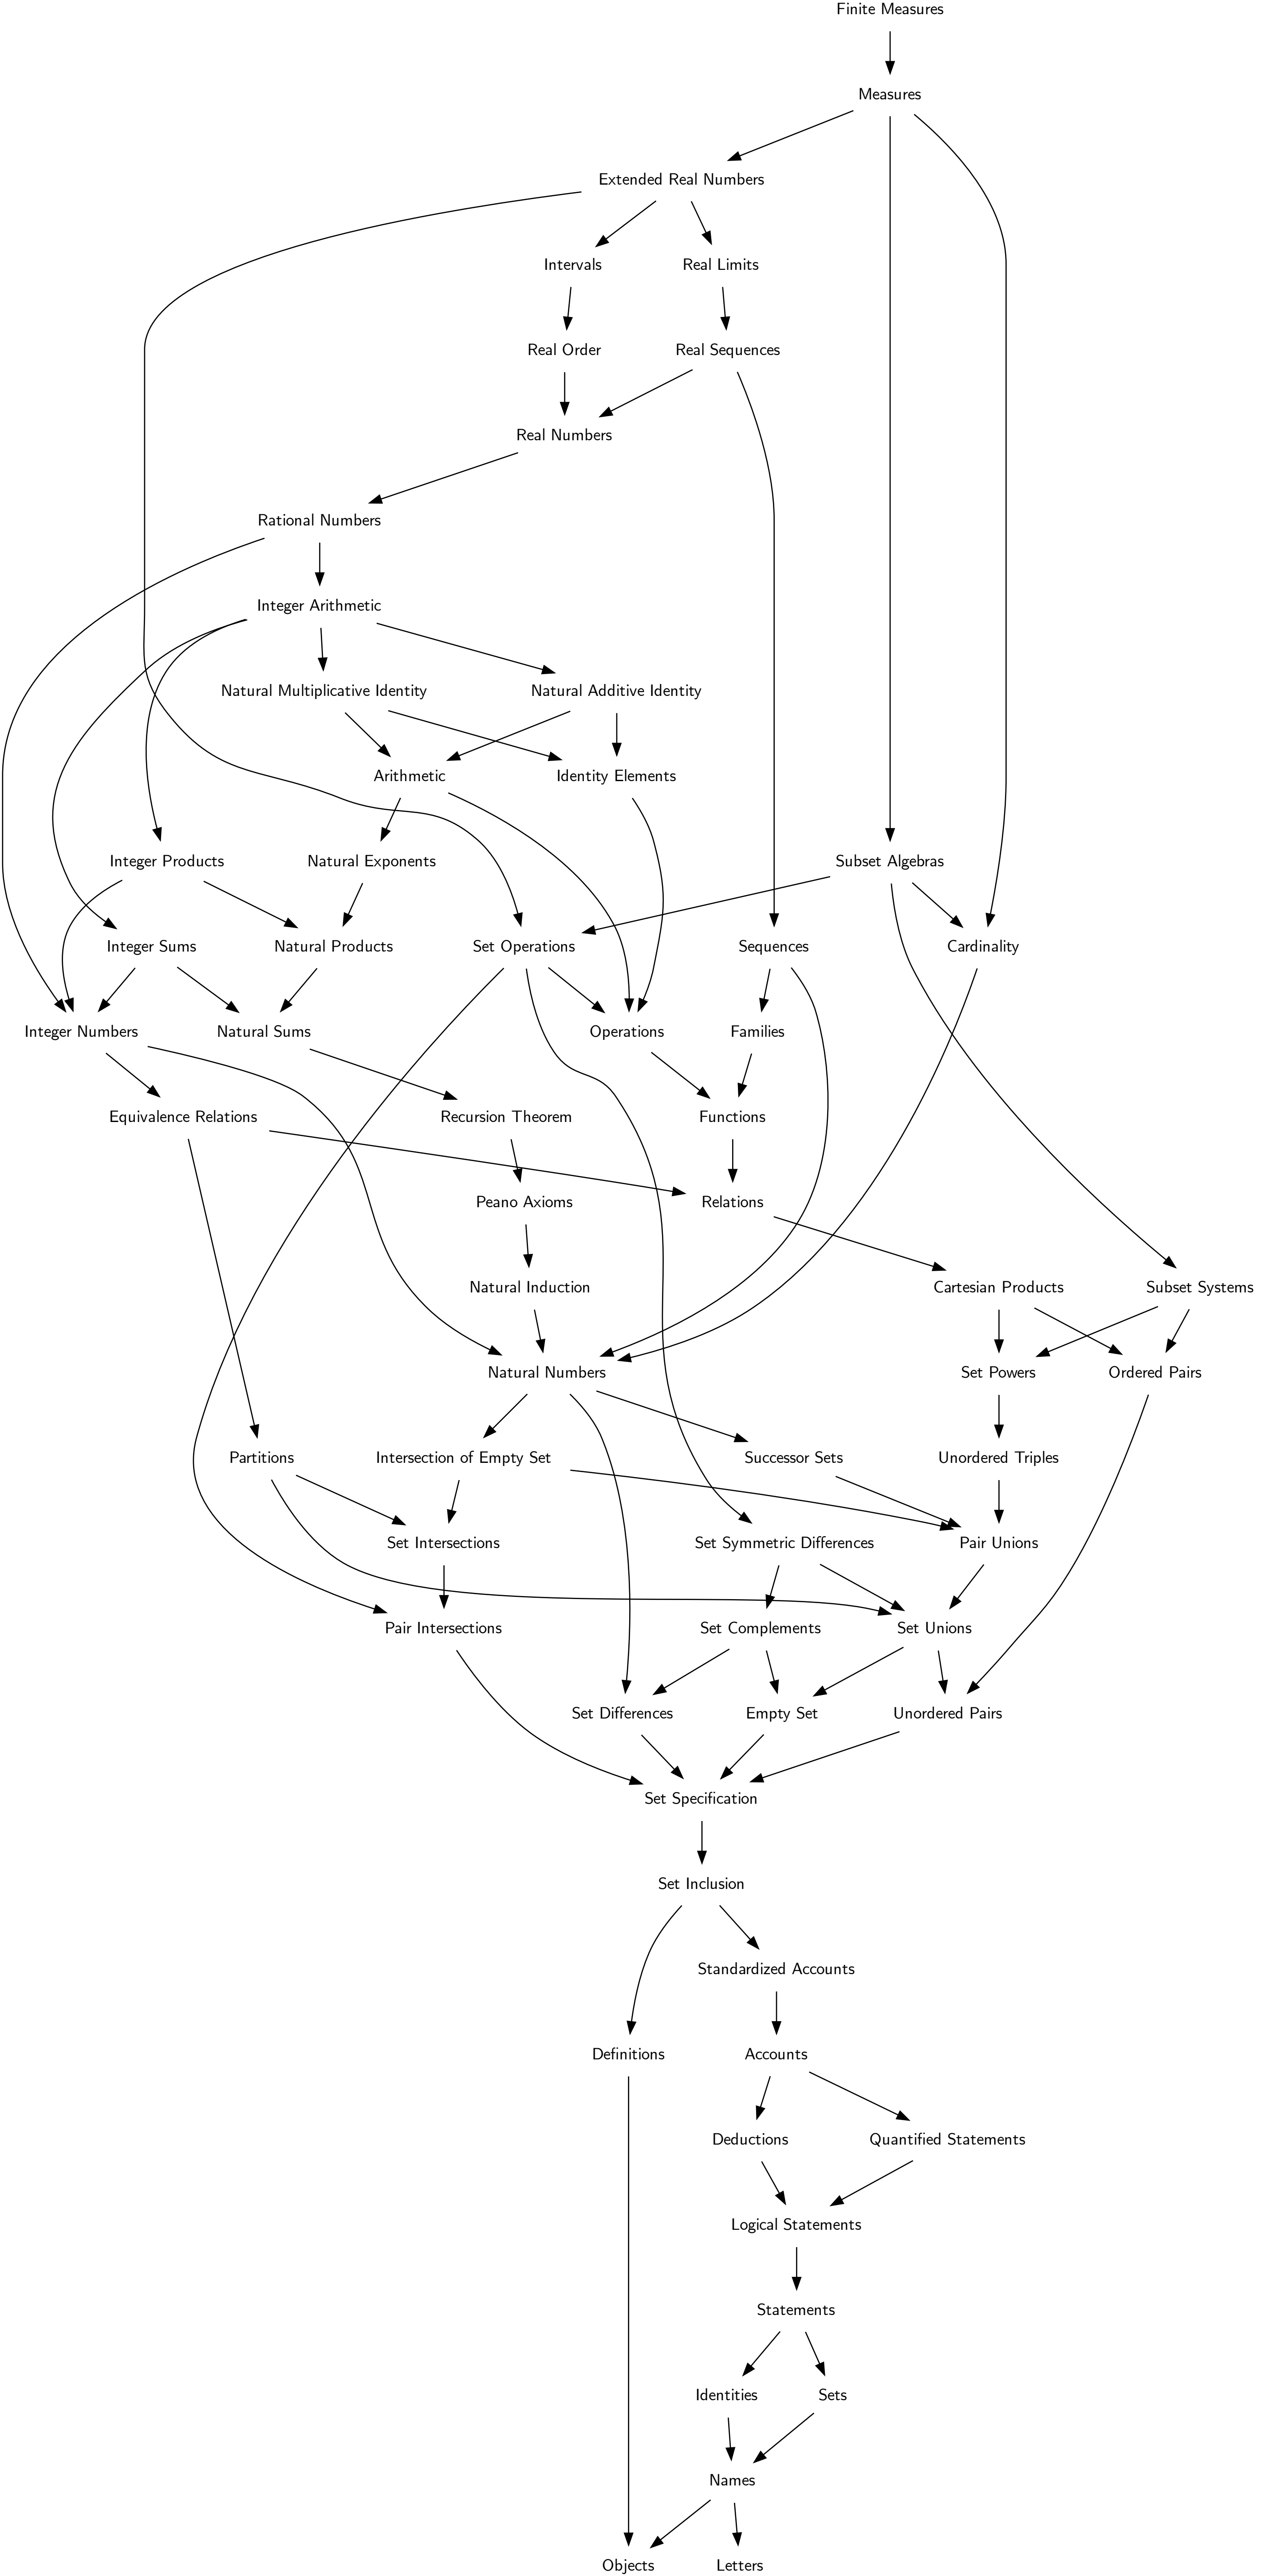 Finite Measures
Measures
Extended Real Numbers
Intervals
Real Limits
Real Order
Real Sequences
Real Numbers
Rational Numbers
Integer Arithmetic
Natural Multiplicative Identity
Natural Additive Identity
Arithmetic
Identity Elements
Integer Products
Natural Exponents
Subset Algebras
Integer Sums
Natural Products
Set Operations
Sequences
Cardinality
Integer Numbers
Natural Sums
Operations
Families
Equivalence Relations
Recursion Theorem
Functions
Peano Axioms
Relations
Natural Induction
Cartesian Products
Subset Systems
Natural Numbers
Set Powers
Ordered Pairs
Partitions
Intersection of Empty Set
Successor Sets
Unordered Triples
Set Intersections
Set Symmetric Differences
Pair Unions
Pair Intersections
Set Complements
Set Unions
Set Differences
Empty Set
Unordered Pairs
Set Specification
Set Inclusion
Standardized Accounts
Definitions
Accounts
Deductions
Quantified Statements
Logical Statements
Statements
Identities
Sets
Names
Objects
Letters